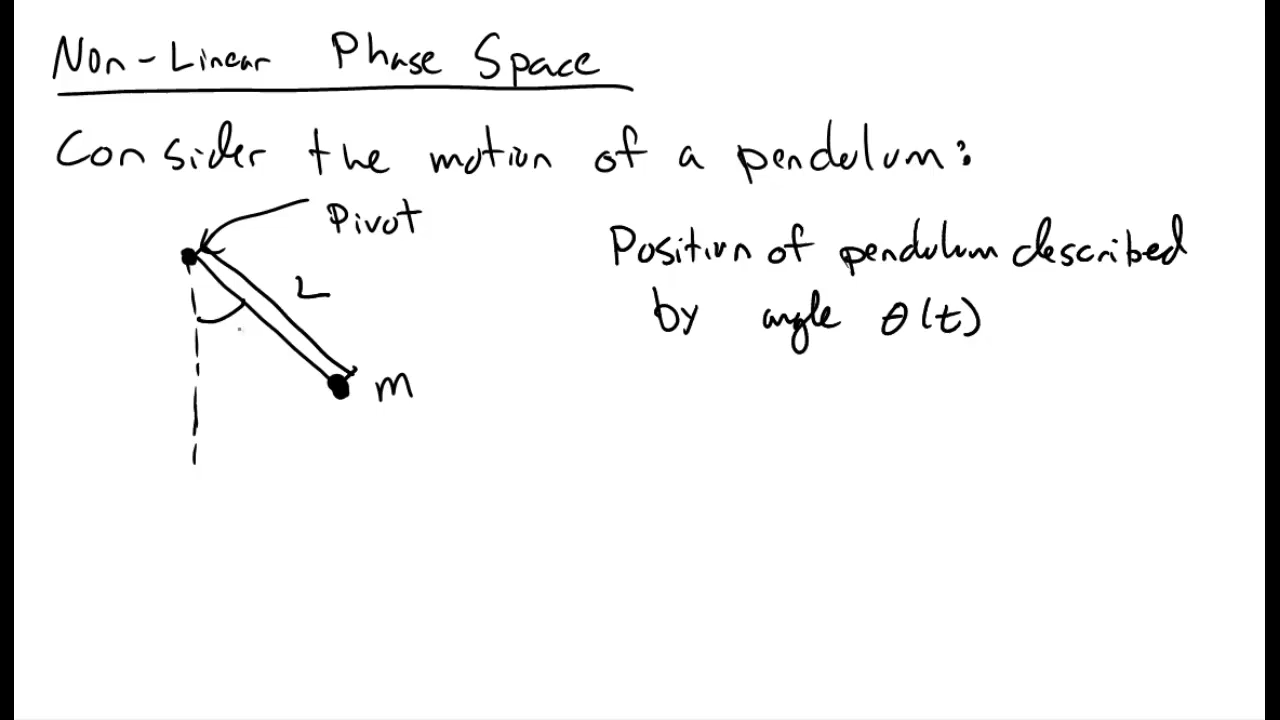 Non-Linear Phase Space
Consider the motion of a pendulum:
Pivot
Position of pendulum described
by angle θ(t)
L
m